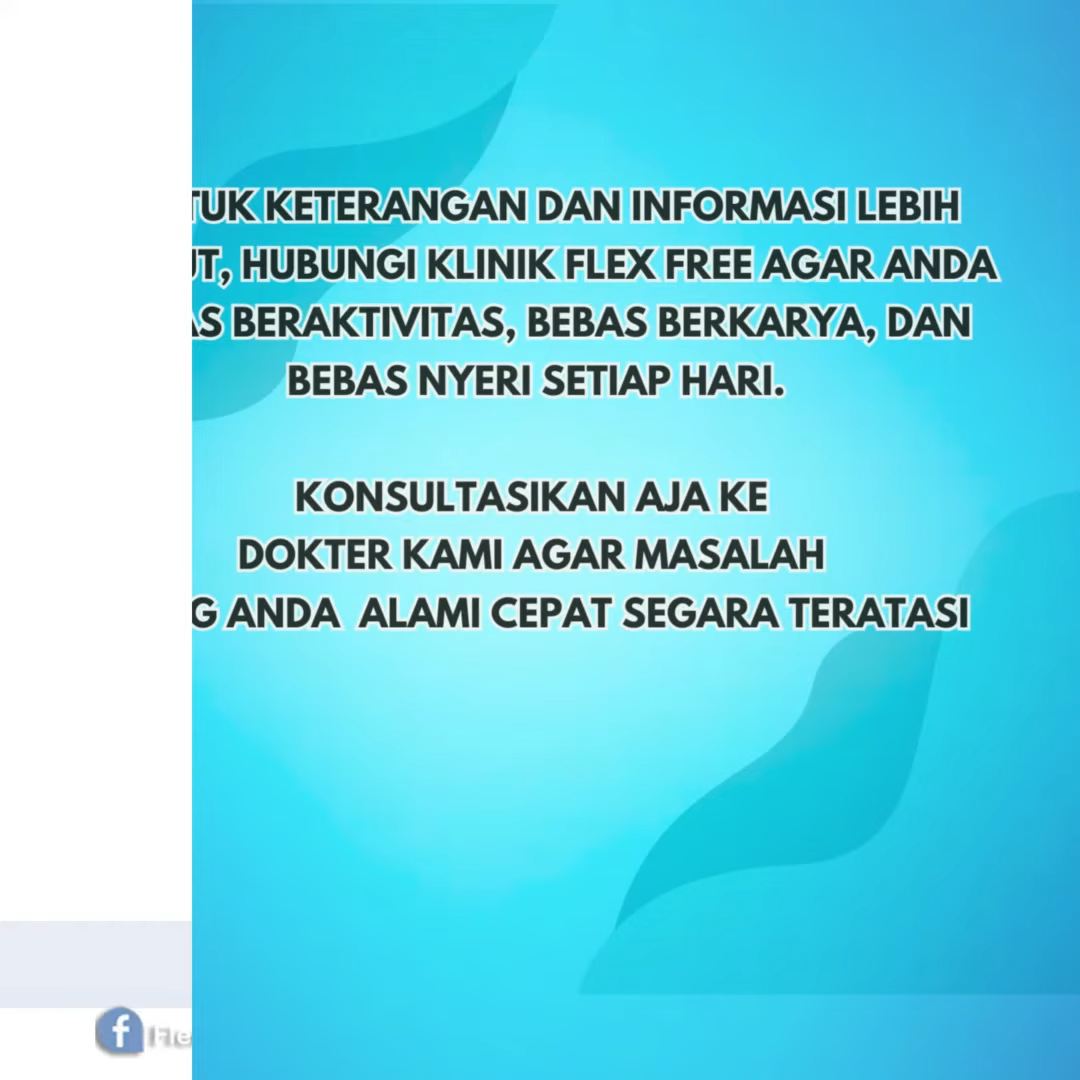 TUK KETERANGAN DAN INFORMASI LEBIH
UT, HUBUNGI KLINIK FLEX FREE AGAR ANDA
AS BERAKTIVITAS, BEBAS BERKARYA, DAN
BEBAS NYERI SETIAP HARI.
KONSULTASIKAN AJA KE
DOKTER KAMI AGAR MASALAH
G ANDA ALAMI CEPAT SEGARA TERATASI
Fle